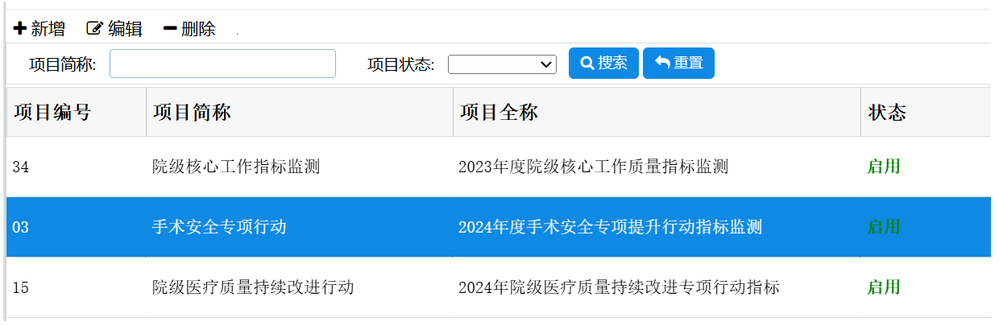 新增 编辑 删除
项目简称: 项目状态: 搜索 重置
项目编号 项目简称 项目全称 状态
34 院级核心工作指标监测 2023年度院级核心工作质量指标监测 启用
03 手术安全专项行动 2024年度手术安全专项提升行动指标监测 启用
15 院级医疗质量持续改进行动 2024年院级医疗质量持续改进专项行动指标 启用